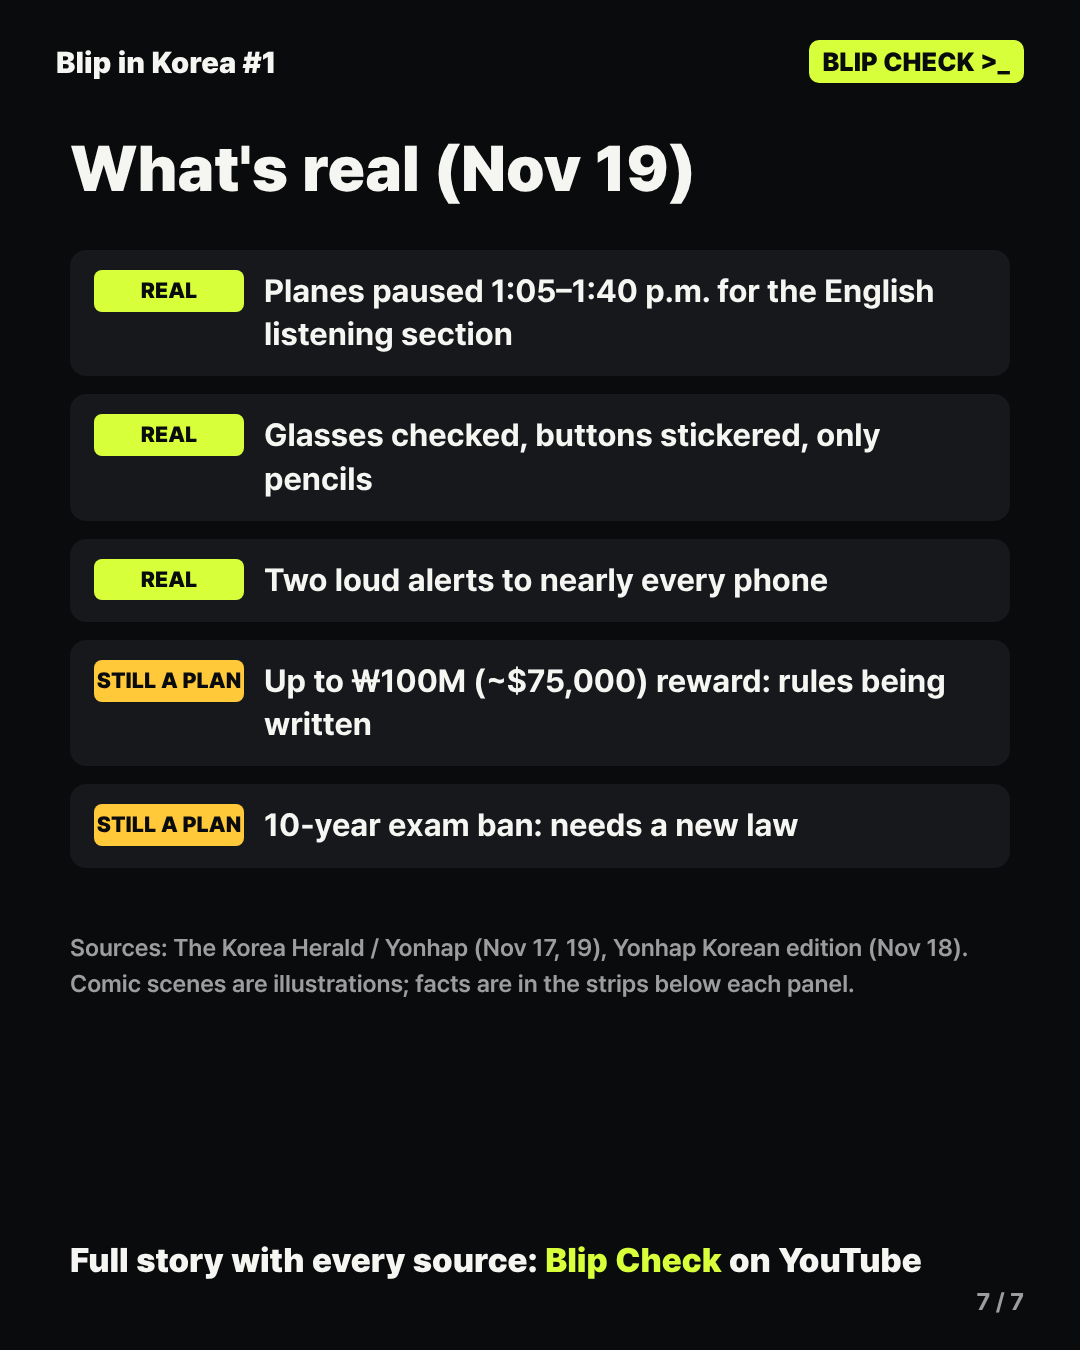 Blip in Korea #1
BLIP CHECK >_
What's real (Nov 19)
REAL
Planes paused 1:05–1:40 p.m. for the English
listening section
REAL
Glasses checked, buttons stickered, only
pencils
REAL
Two loud alerts to nearly every phone
STILL A PLAN
Up to ₩100M (~$75,000) reward: rules being
written
STILL A PLAN
10-year exam ban: needs a new law
Sources: The Korea Herald / Yonhap (Nov 17, 19), Yonhap Korean edition (Nov 18).
Comic scenes are illustrations; facts are in the strips below each panel.
Full story with every source: Blip Check on YouTube
7 / 7